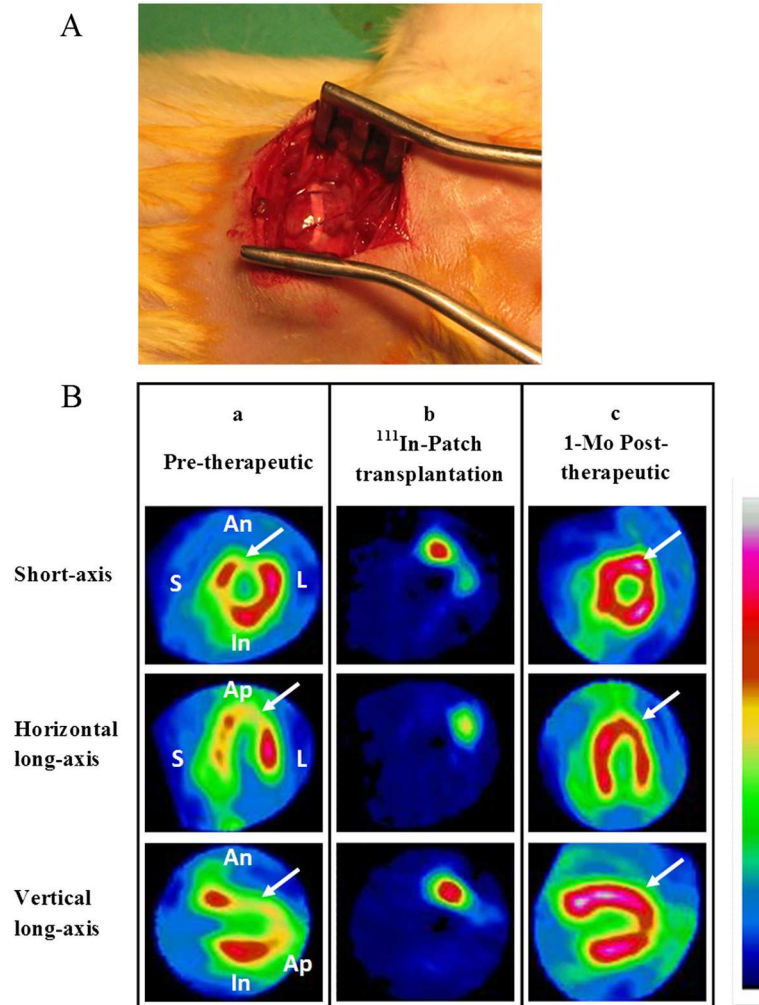 A
B
a
Pre-therapeutic
b
¹¹¹In-Patch
transplantation
c
1-Mo Post-
therapeutic
Short-axis
An
S
L
In
Horizontal
long-axis
Ap
S
L
Vertical
long-axis
An
In
Ap